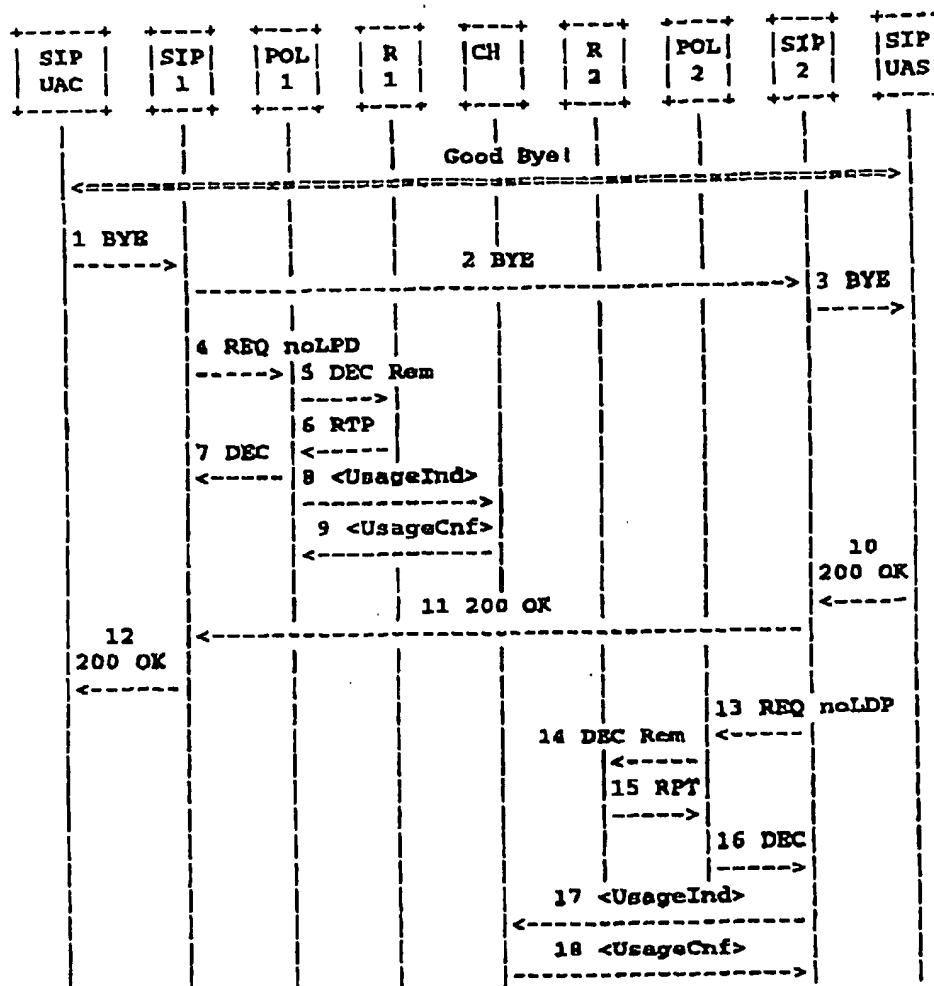 SIP UAC
SIP 1
POL 1
R 1
CH
R 2
POL 2
SIP 2
SIP UAS
Good Bye!
1 BYE
2 BYE
3 BYE
4 REQ noLPD
5 DEC Rem
6 RTP
7 DEC
8 <UsageInd>
9 <UsageCnf>
10
200 OK
11 200 OK
12
200 OK
13 REQ noLDP
14 DEC Rem
15 RPT
16 DEC
17 <UsageInd>
18 <UsageCnf>